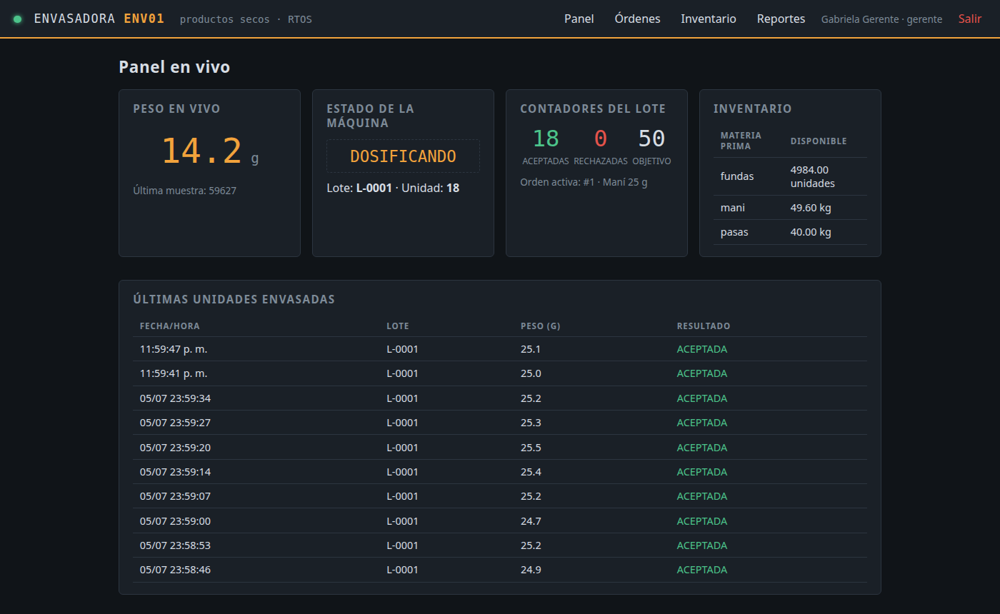 ENVASADORA ENV01 productos secos · RTOS Panel Órdenes Inventario Reportes Gabriela Gerente · gerente Salir
Panel en vivo
PESO EN VIVO
14.2 g
Última muestra: 59627
ESTADO DE LA
MÁQUINA
DOSIFICANDO
Lote: L-0001 · Unidad: 18
CONTADORES DEL LOTE
18 0 50
ACEPTADAS RECHAZADAS OBJETIVO
Orden activa: #1 · Maní 25 g
INVENTARIO
MATERIA
PRIMA
DISPONIBLE
fundas
4984.00
unidades
mani 49.60 kg
pasas 40.00 kg
ÚLTIMAS UNIDADES ENVASADAS
FECHA/HORA LOTE PESO (G) RESULTADO
11:59:47 p. m. L-0001 25.1 ACEPTADA
11:59:41 p. m. L-0001 25.0 ACEPTADA
05/07 23:59:34 L-0001 25.2 ACEPTADA
05/07 23:59:27 L-0001 25.3 ACEPTADA
05/07 23:59:20 L-0001 25.5 ACEPTADA
05/07 23:59:14 L-0001 25.4 ACEPTADA
05/07 23:59:07 L-0001 25.2 ACEPTADA
05/07 23:59:00 L-0001 24.7 ACEPTADA
05/07 23:58:53 L-0001 25.2 ACEPTADA
05/07 23:58:46 L-0001 24.9 ACEPTADA